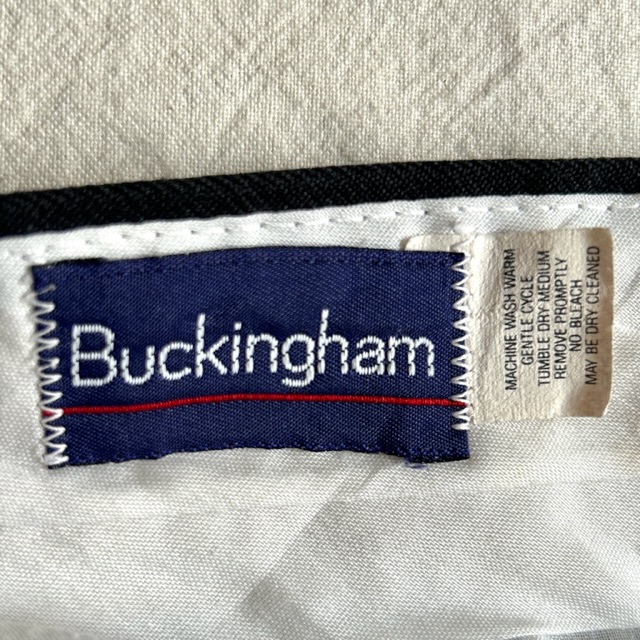 Buckingham
MACHINE WASH WARM
GENTLE CYCLE
TUMBLE DRY-MEDIUM
REMOVE PROMPTLY
NO BLEACH
MAY BE DRY CLEANED